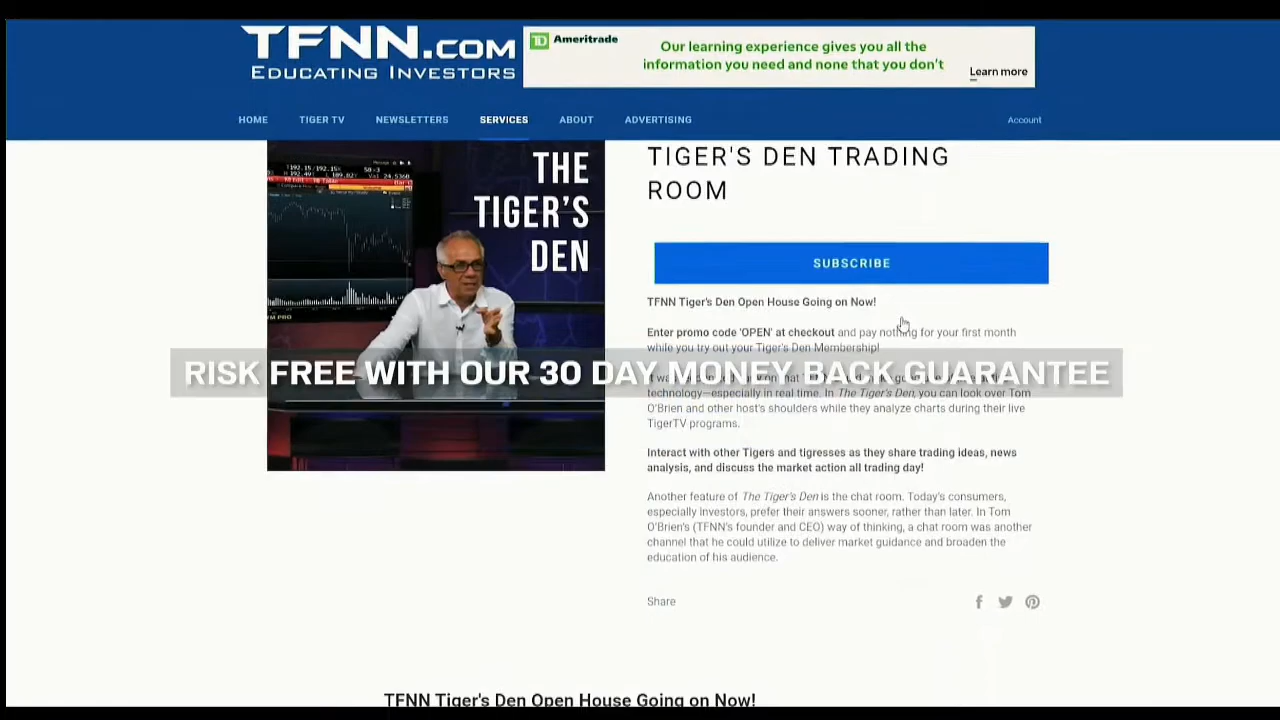 TFNN.COM
EDUCATING INVESTORS
TD Ameritrade
Our learning experience gives you all the
information you need and none that you don't
Learn more
HOME TIGER TV NEWSLETTERS SERVICES ABOUT ADVERTISING Account
THE
TIGER'S
DEN
TIGER'S DEN TRADING
ROOM
SUBSCRIBE
TFNN Tiger's Den Open House Going on Now!
Enter promo code 'OPEN' at checkout and pay nothing for your first month
while you try out your Tiger's Den Membership!
RISK FREE WITH OUR 30 DAY MONEY BACK GUARANTEE
technology—especially in real time. In The Tiger's Den, you can look over Tom
O'Brien and other host's shoulders while they analyze charts during their live
TigerTV programs.
Interact with other Tigers and tigresses as they share trading ideas, news
analysis, and discuss the market action all trading day!
Another feature of The Tiger's Den is the chat room. Today's consumers,
especially investors, prefer their answers sooner, rather than later. In Tom
O'Brien's (TFNN's founder and CEO) way of thinking, a chat room was another
channel that he could utilize to deliver market guidance and broaden the
education of his audience.
Share
TFNN Tiger's Den Open House Going on Now!